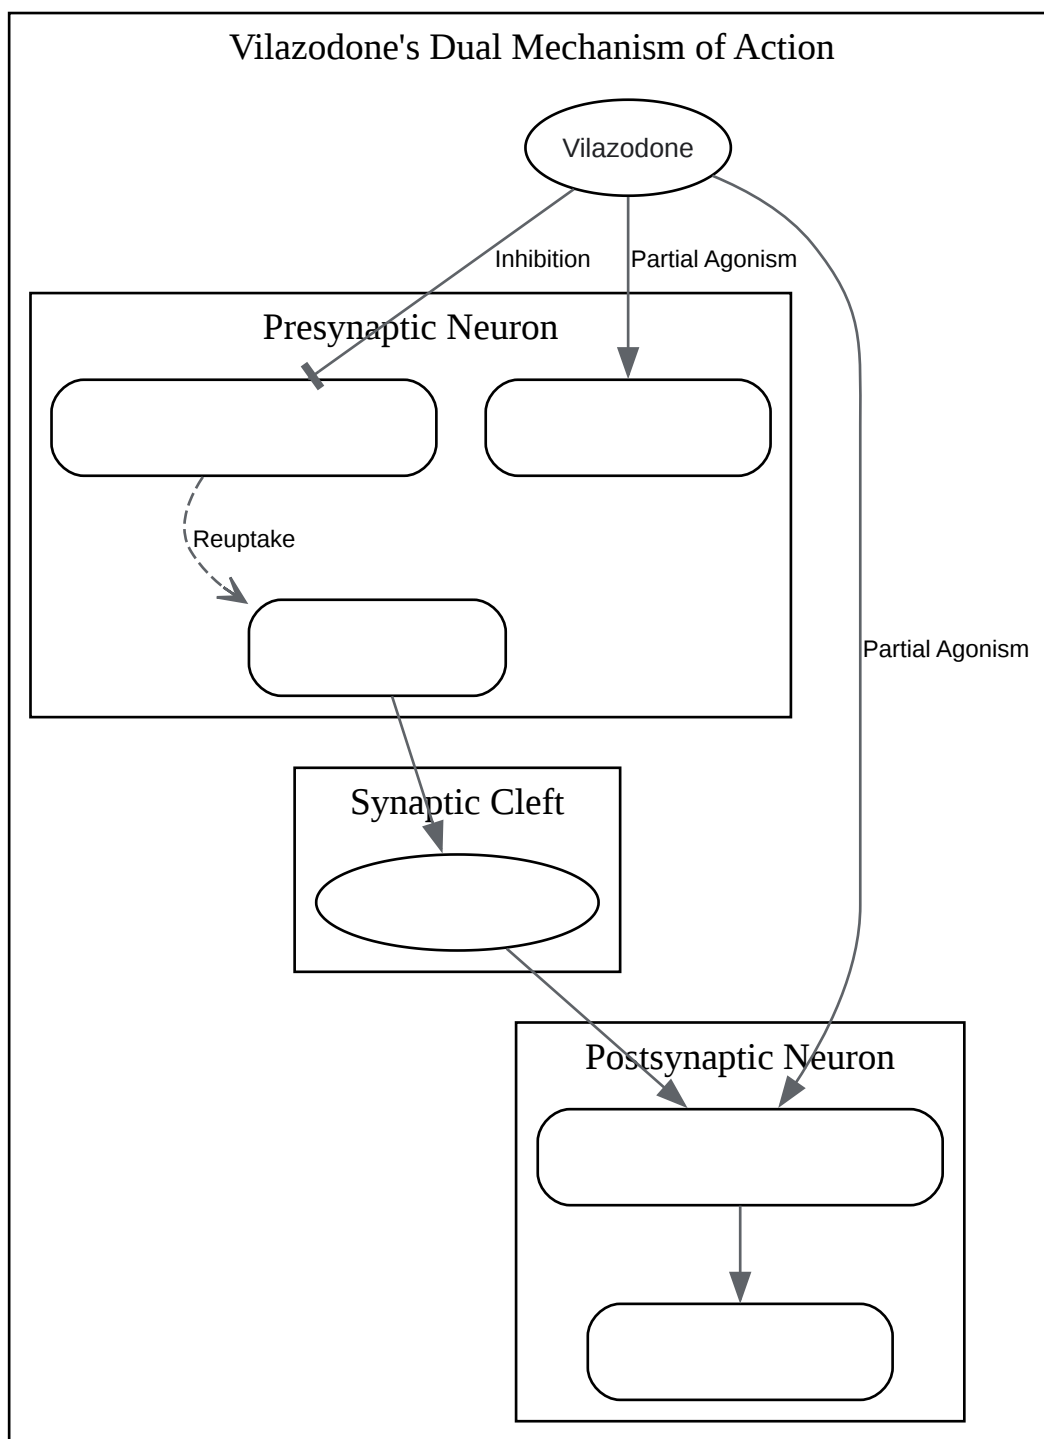 Vilazodone's Dual Mechanism of Action
Vilazodone
Inhibition
Partial Agonism
Presynaptic Neuron
Reuptake
Partial Agonism
Synaptic Cleft
Postsynaptic Neuron